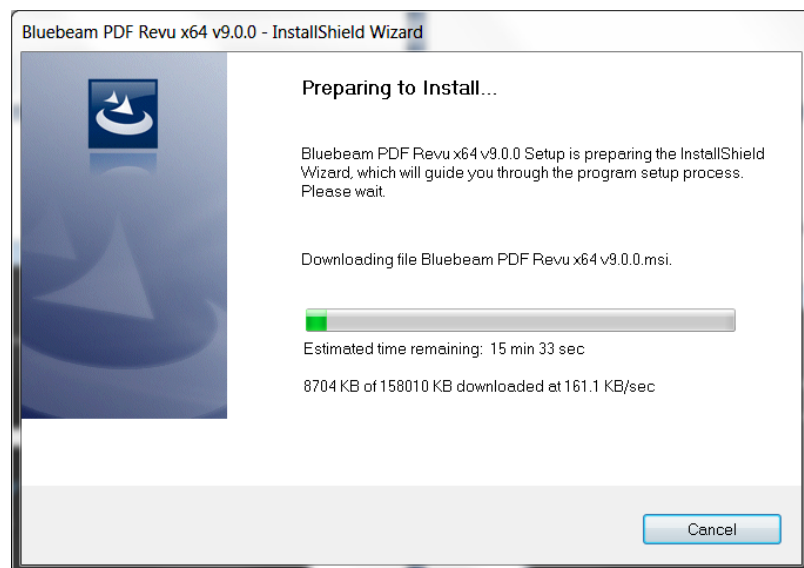 Bluebeam PDF Revu x64 v9.0.0 - InstallShield Wizard
Preparing to Install...
Bluebeam PDF Revu x64 v9.0.0 Setup is preparing the InstallShield
Wizard, which will guide you through the program setup process.
Please wait.
Downloading file Bluebeam PDF Revu x64 v9.0.0.msi.
Estimated time remaining: 15 min 33 sec
8704 KB of 158010 KB downloaded at 161.1 KB/sec
Cancel